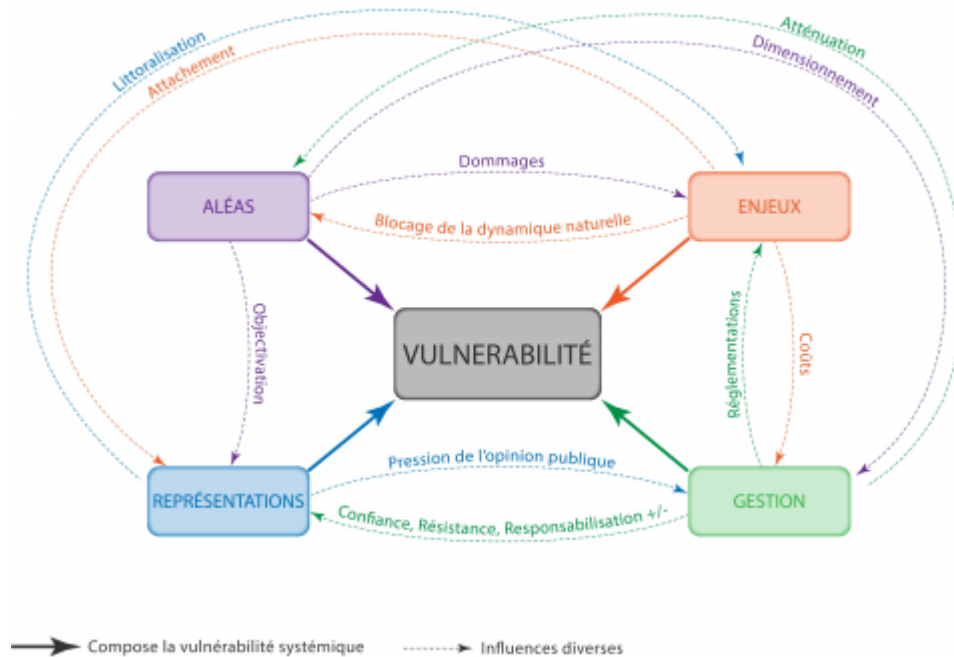 Littoralisation
Attachement
Atténuation
Dimensionnement
Dommages
ALÉAS
ENJEUX
Blocage de la dynamique naturelle
Objectivation
VULNERABILITÉ
Réglementations
Coûts
Pression de l'opinion publique
REPRÉSENTATIONS
GESTION
Confiance, Résistance, Responsabilisation +/-
Compose la vulnérabilité systémique
Influences diverses